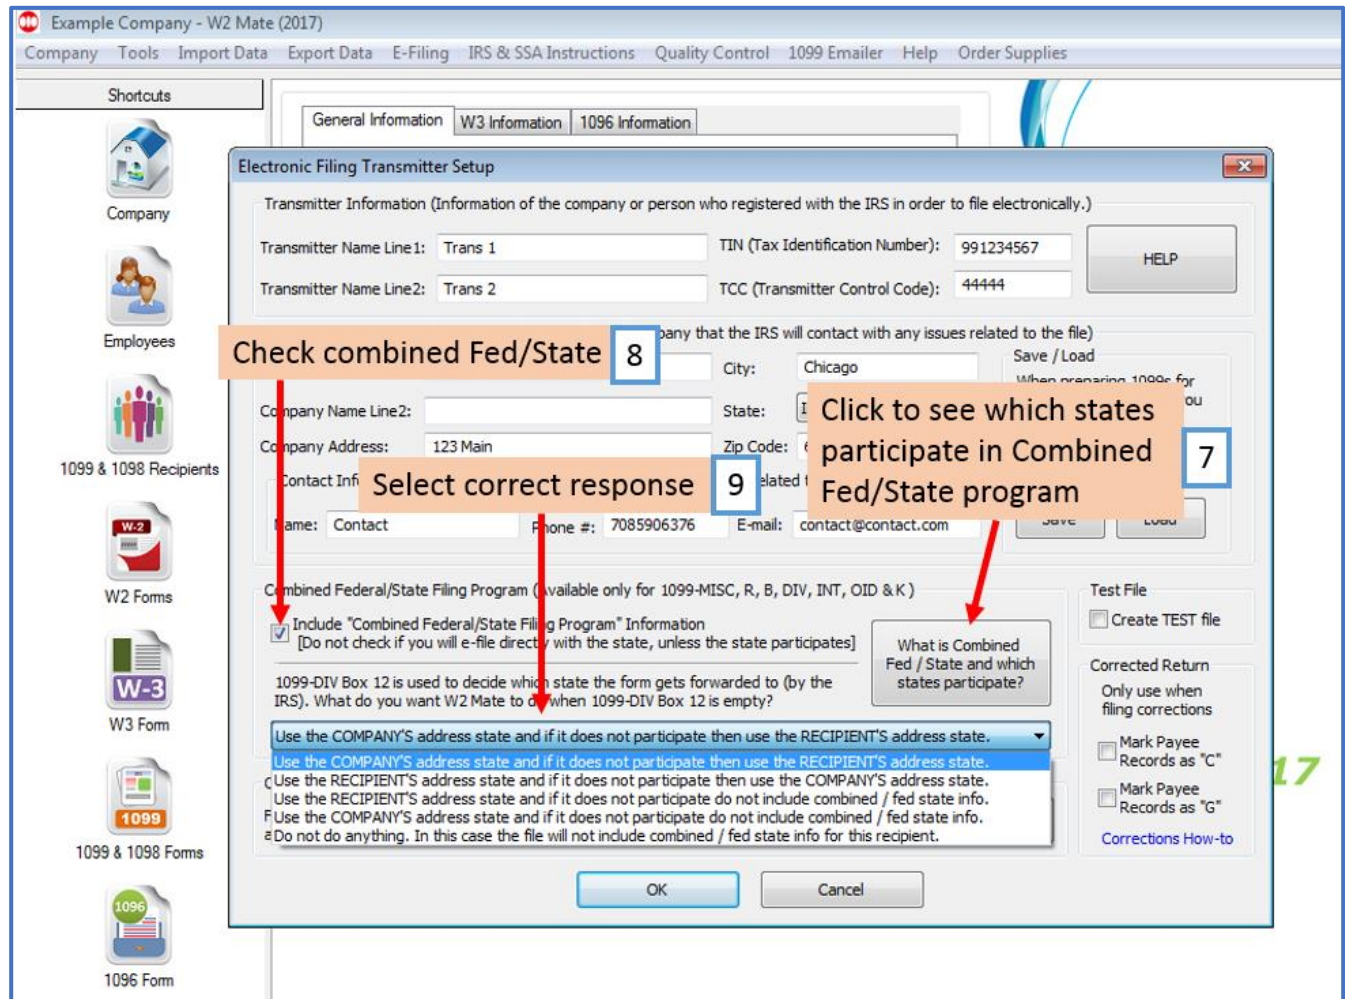 Example Company - W2 Mate (2017)
Company Tools Import Data Export Data E-Filing IRS & SSA Instructions Quality Control 1099 Emailer Help Order Supplies
Shortcuts
Company
Employees
1099 & 1098 Recipients
W-2
W2 Forms
W-3
W3 Form
1099
1099 & 1098 Forms
1096
1096 Form
General Information W3 Information 1096 Information
Electronic Filing Transmitter Setup
Transmitter Information (Information of the company or person who registered with the IRS in order to file electronically.)
Transmitter Name Line1: Trans 1 TIN (Tax Identification Number): 991234567
HELP
Transmitter Name Line2: Trans 2 TCC (Transmitter Control Code): 44444
that the IRS will contact with any issues related to the file)
Check combined Fed/State 8
City: Chicago
Save / Load
When preparing 1099s for
you
Company Name Line2: State:
Click to see which states
participate in Combined
Fed/State program
7
Company Address: 123 Main Zip Code:
Select correct response 9
Contact
Name: Contact Phone #: 7085906376 E-mail: contact@contact.com
Save Load
Combined Federal/State Filing Program (Available only for 1099-MISC, R, B, DIV, INT, OID & K )
Include "Combined Federal/State Filing Program" Information
[Do not check if you will e-file directly with the state, unless the state participates]
What is Combined
Fed / State and which
states participate?
1099-DIV Box 12 is used to decide which state the form gets forwarded to (by the
IRS). What do you want W2 Mate to do when 1099-DIV Box 12 is empty?
Use the COMPANY'S address state and if it does not participate then use the RECIPIENT'S address state.
Use the COMPANY'S address state and if it does not participate then use the RECIPIENT'S address state.
Use the RECIPIENT'S address state and if it does not participate then use the COMPANY'S address state.
Use the RECIPIENT'S address state and if it does not participate do not include combined / fed state info.
Use the COMPANY'S address state and if it does not participate do not include combined / fed state info.
Do not do anything. In this case the file will not include combined / fed state info for this recipient.
Test File
Create TEST file
Corrected Return
Only use when
filing corrections
Mark Payee
Records as "C"
Mark Payee
Records as "G"
Corrections How-to
17
OK Cancel